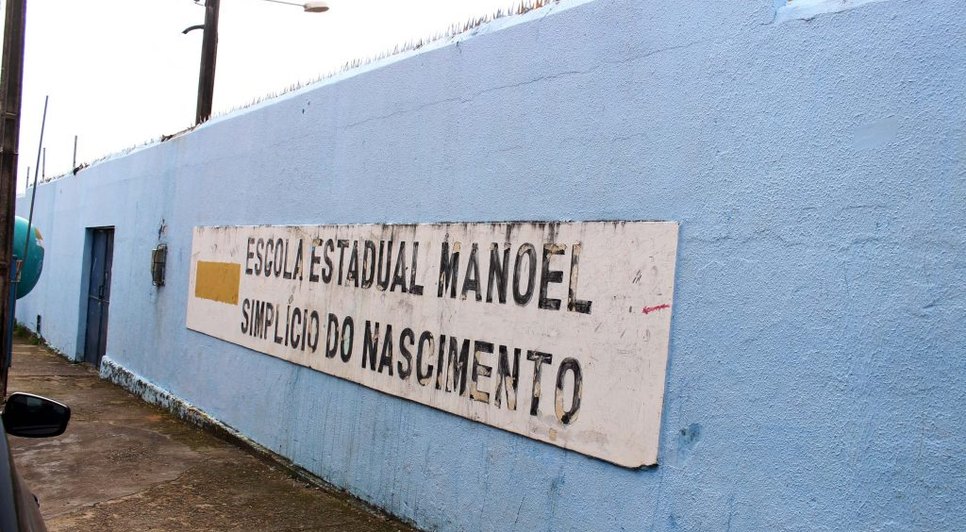 ESCOLA ESTADUAL MANOEL
SIMPLÍCIO DO NASCIMENTO